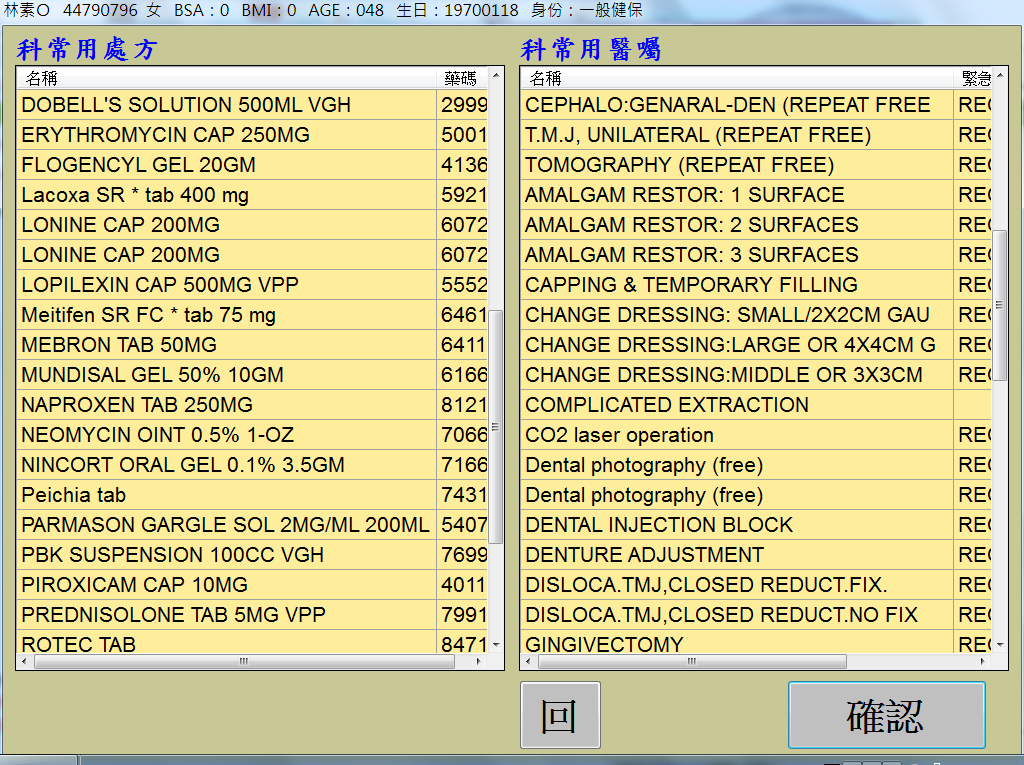 林素O 44790796 女 BSA：0 BMI：0 AGE：048 生日：19700118 身份：一般健保
科常用處方
名稱 藥碼
DOBELL'S SOLUTION 500ML VGH 2999
ERYTHROMYCIN CAP 250MG 5001
FLOGENCYL GEL 20GM 4136
Lacoxa SR * tab 400 mg 5921
LONINE CAP 200MG 6072
LONINE CAP 200MG 6072
LOPILEXIN CAP 500MG VPP 5552
Meitifen SR FC * tab 75 mg 6461
MEBRON TAB 50MG 6411
MUNDISAL GEL 50% 10GM 6166
NAPROXEN TAB 250MG 8121
NEOMYCIN OINT 0.5% 1-OZ 7066
NINCORT ORAL GEL 0.1% 3.5GM 7166
Peichia tab 7431
PARMASON GARGLE SOL 2MG/ML 200ML 5407
PBK SUSPENSION 100CC VGH 7699
PIROXICAM CAP 10MG 4011
PREDNISOLONE TAB 5MG VPP 7991
ROTEC TAB 8471
科常用醫囑
名稱 緊急
CEPHALO:GENARAL-DEN (REPEAT FREE REC
T.M.J, UNILATERAL (REPEAT FREE) REC
TOMOGRAPHY (REPEAT FREE) REC
AMALGAM RESTOR: 1 SURFACE REC
AMALGAM RESTOR: 2 SURFACES REC
AMALGAM RESTOR: 3 SURFACES REC
CAPPING & TEMPORARY FILLING REC
CHANGE DRESSING: SMALL/2X2CM GAU REC
CHANGE DRESSING:LARGE OR 4X4CM G REC
CHANGE DRESSING:MIDDLE OR 3X3CM REC
COMPLICATED EXTRACTION
CO2 laser operation REC
Dental photography (free) REC
Dental photography (free) REC
DENTAL INJECTION BLOCK REC
DENTURE ADJUSTMENT REC
DISLOCA.TMJ,CLOSED REDUCT.FIX. REC
DISLOCA.TMJ,CLOSED REDUCT.NO FIX REC
GINGIVECTOMY REC
回 確認